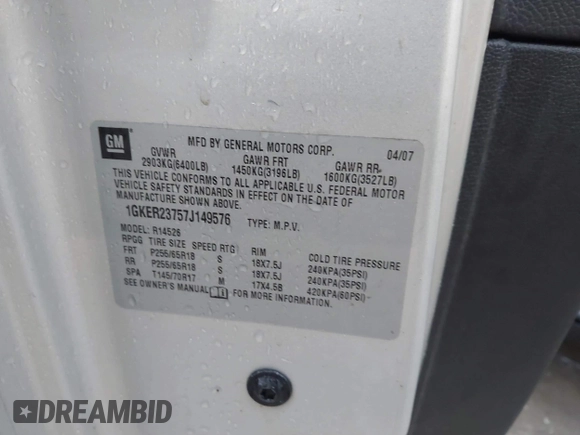 GM
MFD BY GENERAL MOTORS CORP. 04/07
GVWR GAWR FRT GAWR RR
2903KG(6400LB) 1450KG(3196LB) 1600KG(3527LB)
THIS VEHICLE CONFORMS TO ALL APPLICABLE U.S. FEDERAL MOTOR
VEHICLE SAFETY STANDARDS IN EFFECT ON THE DATE OF
MANUFACTURE SHOWN ABOVE.
1GKER23757J149576 TYPE: M.P.V.
MODEL: R14526
RPGG TIRE SIZE SPEED RTG RIM COLD TIRE PRESSURE
FRT P255/65R18 S 18X7.5J 240KPA(35PSI)
RR P255/65R18 S 18X7.5J 240KPA(35PSI)
SPA T145/70R17 M 17X4.5B 420KPA(60PSI)
SEE OWNER'S MANUAL FOR MORE INFORMATION.
DREAMBID